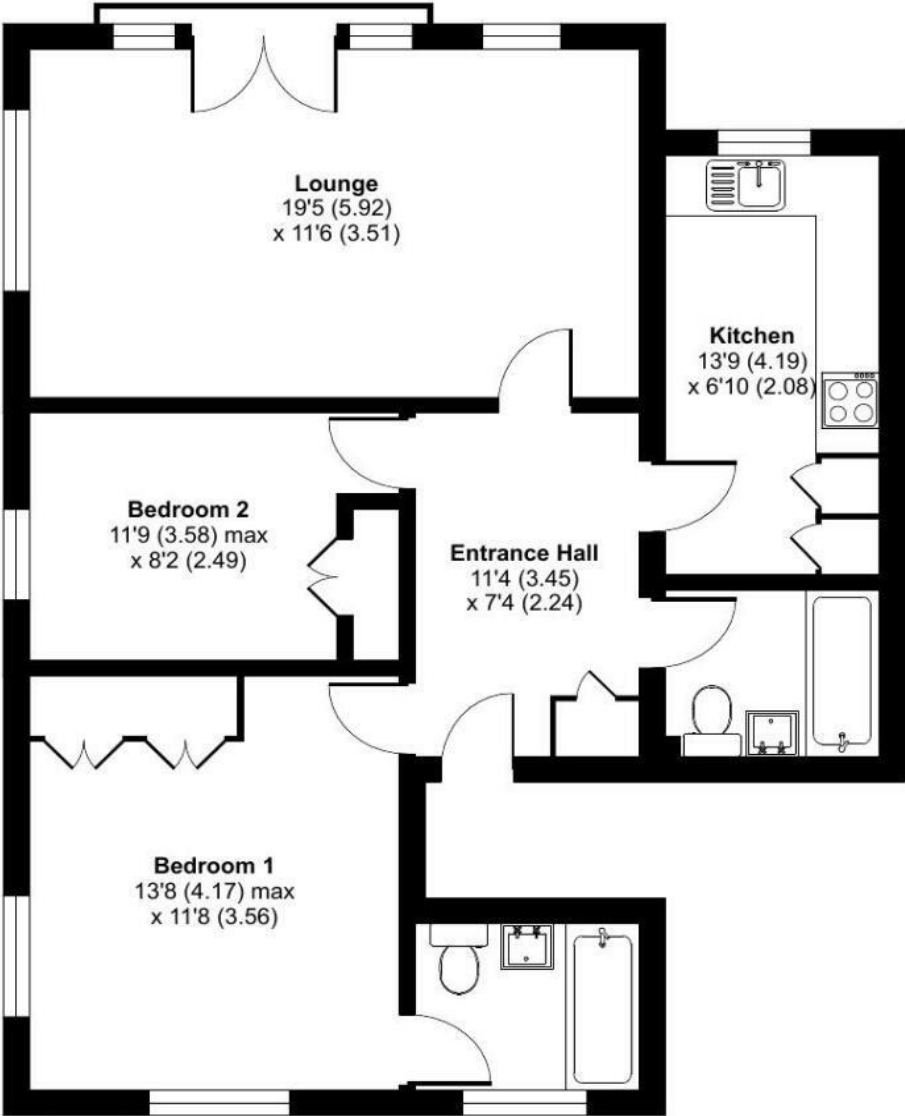 Lounge
19'5 (5.92)
x 11'6 (3.51)
Kitchen
13'9 (4.19)
x 6'10 (2.08)
Bedroom 2
11'9 (3.58) max
x 8'2 (2.49)
Entrance Hall
11'4 (3.45)
x 7'4 (2.24)
Bedroom 1
13'8 (4.17) max
x 11'8 (3.56)